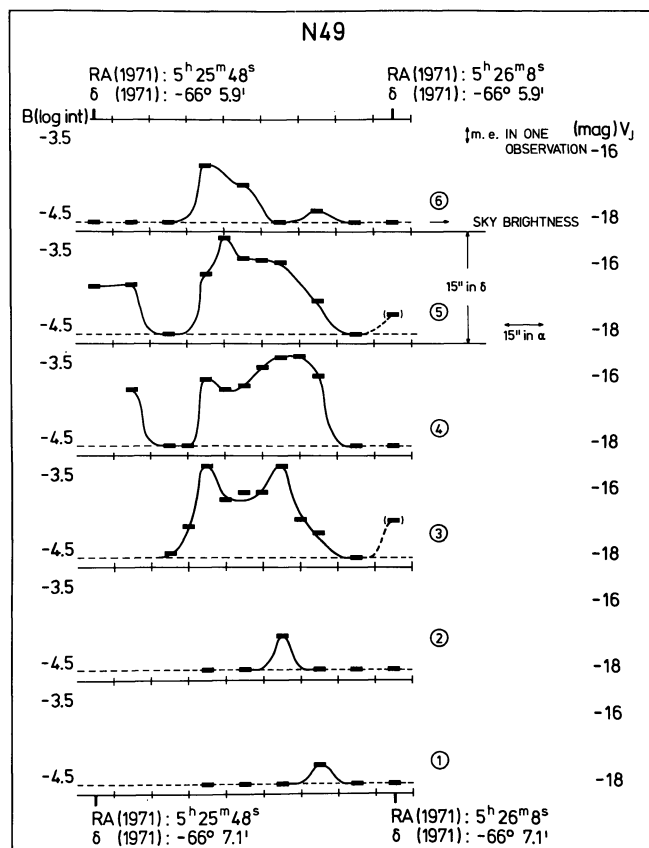 N49
RA(1971): 5ʰ 25ᵐ 48ˢ RA(1971): 5ʰ 26ᵐ 8ˢ
δ (1971): -66° 5.9' δ (1971): -66° 5.9'
B(log int)
-3.5 m.e. IN ONE OBSERVATION (mag) V_J
-16
-4.5 ⑥ SKY BRIGHTNESS -18
-3.5 -16
15" in δ
⑤ 15" in α
-4.5 -18
-3.5 -16
④
-4.5 -18
-3.5 -16
③
-4.5 -18
-3.5 -16
②
-4.5 -18
-3.5 -16
①
-4.5 -18
RA(1971): 5ʰ 25ᵐ 48ˢ RA(1971): 5ʰ 26ᵐ 8ˢ
δ (1971): -66° 7.1' δ (1971): -66° 7.1'